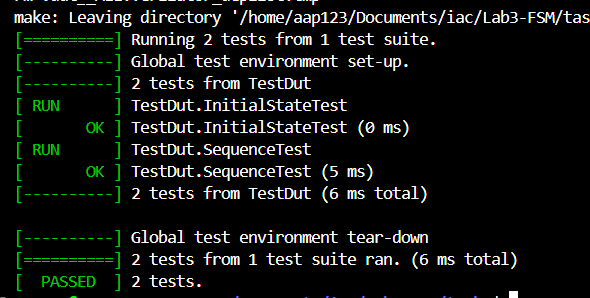 make: Leaving directory '/home/aap123/Documents/iac/Lab3-FSM/tas
[==========] Running 2 tests from 1 test suite.
[----------] Global test environment set-up.
[----------] 2 tests from TestDut
[ RUN      ] TestDut.InitialStateTest
[       OK ] TestDut.InitialStateTest (0 ms)
[ RUN      ] TestDut.SequenceTest
[       OK ] TestDut.SequenceTest (5 ms)
[----------] 2 tests from TestDut (6 ms total)

[----------] Global test environment tear-down
[==========] 2 tests from 1 test suite ran. (6 ms total)
[  PASSED  ] 2 tests.